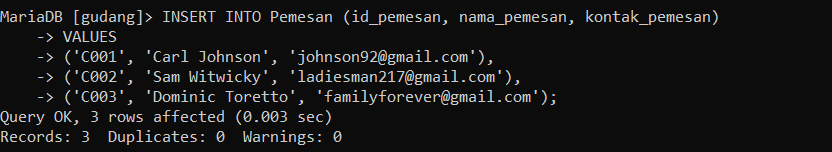 MariaDB [gudang]> INSERT INTO Pemesan (id_pemesan, nama_pemesan, kontak_pemesan)
    -> VALUES
    -> ('C001', 'Carl Johnson', 'johnson92@gmail.com'),
    -> ('C002', 'Sam Witwicky', 'ladiesman217@gmail.com'),
    -> ('C003', 'Dominic Toretto', 'familyforever@gmail.com');
Query OK, 3 rows affected (0.003 sec)
Records: 3  Duplicates: 0  Warnings: 0